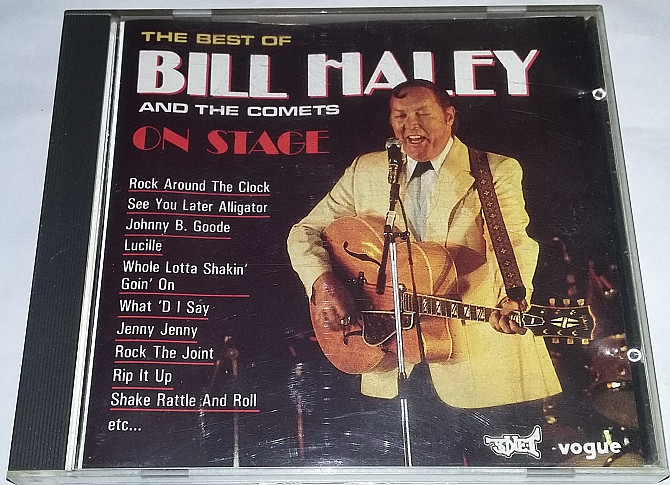 THE BEST OF
BILL HALEY
AND THE COMETS
ON STAGE
Rock Around The Clock
See You Later Alligator
Johnny B. Goode
Lucille
Whole Lotta Shakin'
Goin' On
What 'D I Say
Jenny Jenny
Rock The Joint
Rip It Up
Shake Rattle And Roll
etc...
SONET
vogue